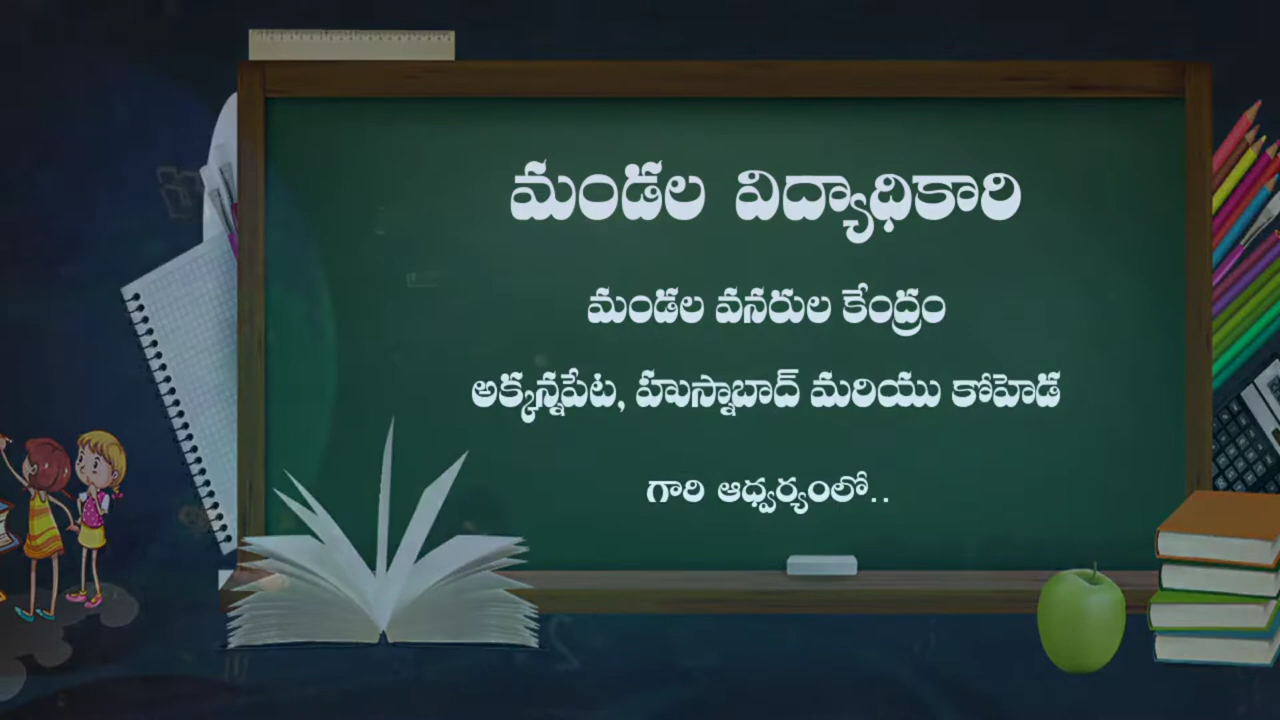 మండల విద్యాధికారి
మండల వనరుల కేంద్రం
అక్కన్నపేట, హుస్నాబాద్ మరియు కోహెడ
గారి ఆధ్వర్యంలో..